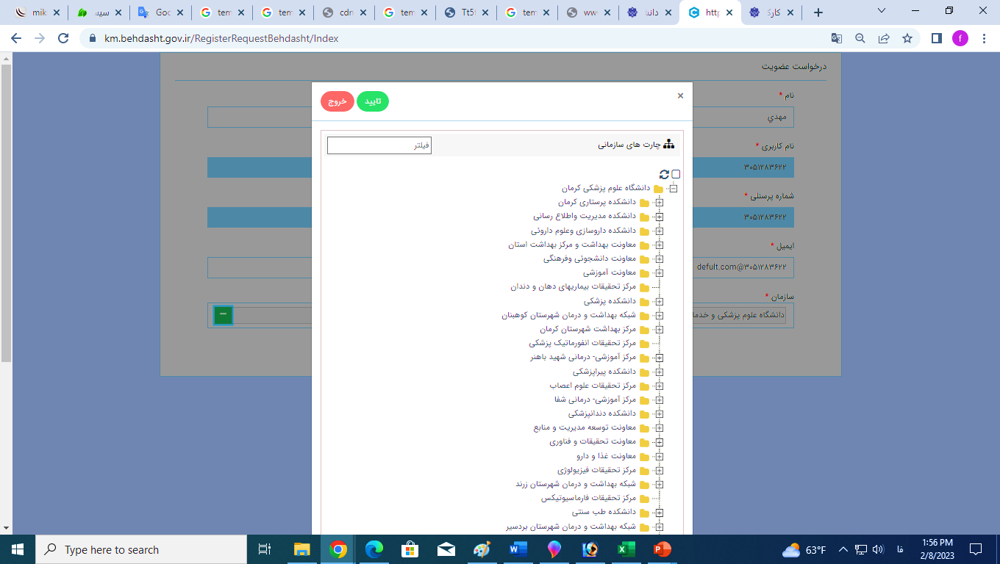 mik
سیس
Goo
tem
tem
cdn
tem
Tt5f
tem
ww
دانش
http
کارک
km.behdasht.gov.ir/RegisterRequestBehdasht/Index
f
درخواست عضویت
نام *
مهدي
نام کاربری *
۳۰۵۱۲۸۳۶۲۲
شماره پرسنلی *
۳۰۵۱۲۸۳۶۲۲
ایمیل *
defult.com@۳۰۵۱۲۸۳۶۲۲
سازمان *
دانشگاه علوم پزشکی و خدما
×
تایید
خروج
چارت های سازمانی
فیلتر
دانشگاه علوم پزشکی کرمان
دانشکده پرستاری کرمان
دانشکده مدیریت واطلاع رسانی
دانشکده داروسازی وعلوم داروئی
معاونت بهداشت و مرکز بهداشت استان
معاونت دانشجوئی وفرهنگی
معاونت آموزشی
مرکز تحقیقات بیماریهای دهان و دندان
دانشکده پزشکی
شبکه بهداشت و درمان شهرستان کوهبنان
مرکز بهداشت شهرستان کرمان
مرکز تحقیقات انفورماتیک پزشکی
مرکز آموزشی- درمانی شهید باهنر
دانشکده پیراپزشکی
مرکز تحقیقات علوم اعصاب
مرکز آموزشی- درمانی شفا
دانشکده دندانپزشکی
معاونت توسعه مدیریت و منابع
معاونت تحقیقات و فناوری
معاونت غذا و دارو
مرکز تحقیقات فیزیولوژی
شبکه بهداشت و درمان شهرستان زرند
مرکز تحقیقات فارماسیوتیکس
دانشکده طب سنتی
شبکه بهداشت و درمان شهرستان بردسیر
Type here to search
63°F
فا
1:56 PM
2/8/2023